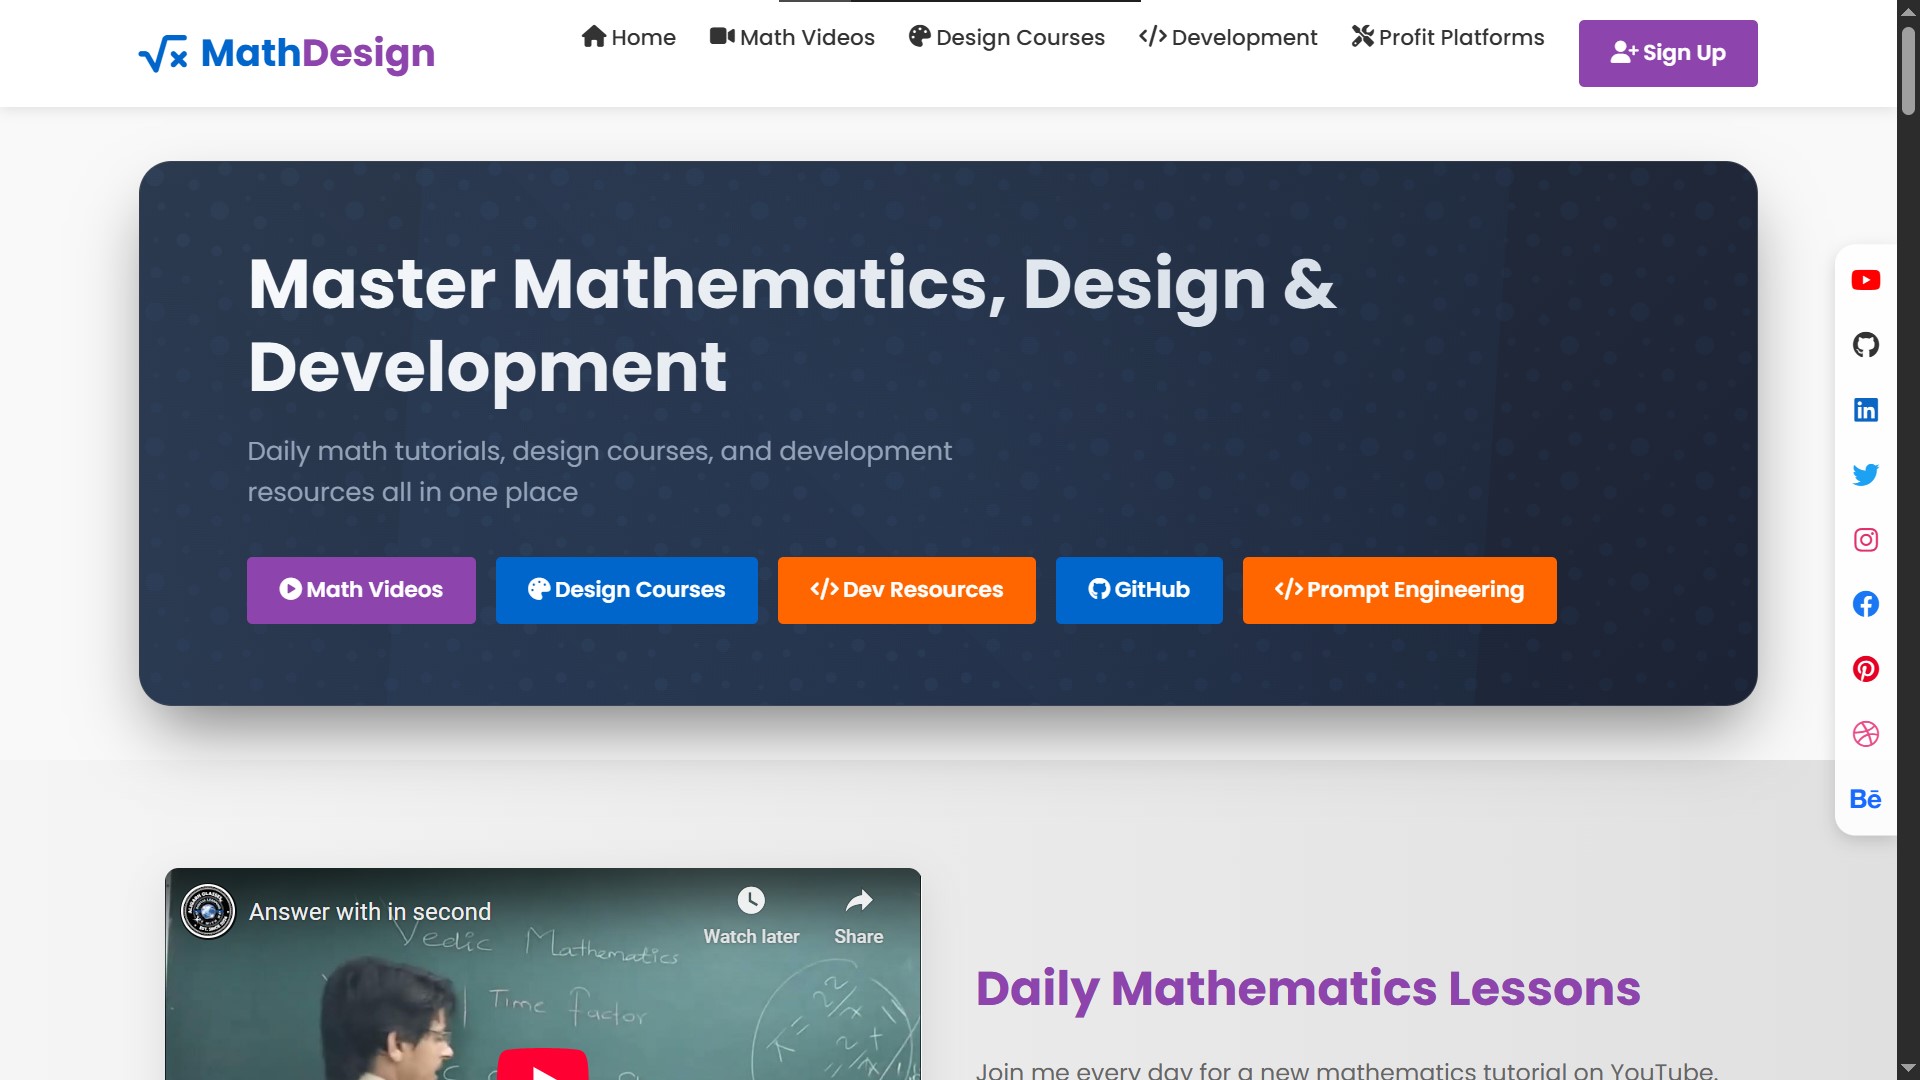 MathDesign
Home
Math Videos
Design Courses
Development
Profit Platforms
Sign Up
Master Mathematics, Design &
Development
Daily math tutorials, design courses, and development
resources all in one place
Math Videos
Design Courses
Dev Resources
GitHub
Prompt Engineering
Bē
Answer with in second
Watch later
Share
Vedic Mathematics
Time factor
Daily Mathematics Lessons
Join me every day for a new mathematics tutorial on YouTube.